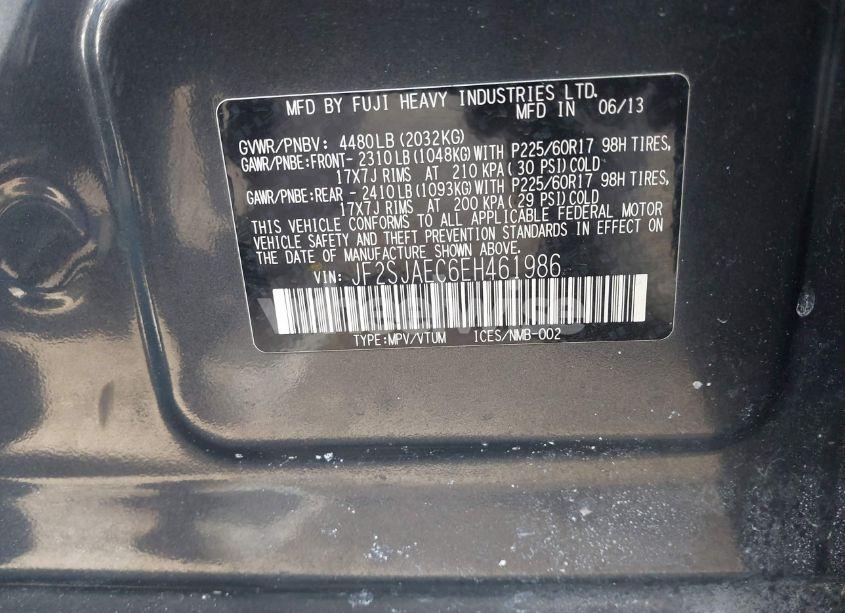 MFD BY FUJI HEAVY INDUSTRIES LTD.
MFD IN 06/13
GVWR/PNBV: 4480LB(2032KG)
GAWR/PNBE:FRONT- 2310LB(1048KG)WITH P225/60R17 98H TIRES,
17X7J RIMS AT 210 KPA( 30 PSI)COLD
GAWR/PNBE:REAR - 2410LB(1093KG)WITH P225/60R17 98H TIRES,
17X7J RIMS AT 200 KPA( 29 PSI)COLD
THIS VEHICLE CONFORMS TO ALL APPLICABLE FEDERAL MOTOR
VEHICLE SAFETY AND THEFT PREVENTION STANDARDS IN EFFECT ON
THE DATE OF MANUFACTURE SHOWN ABOVE.
VIN: JF2SJAEC6EH461986
TYPE:MPV/VTUM ICES/NMB-002